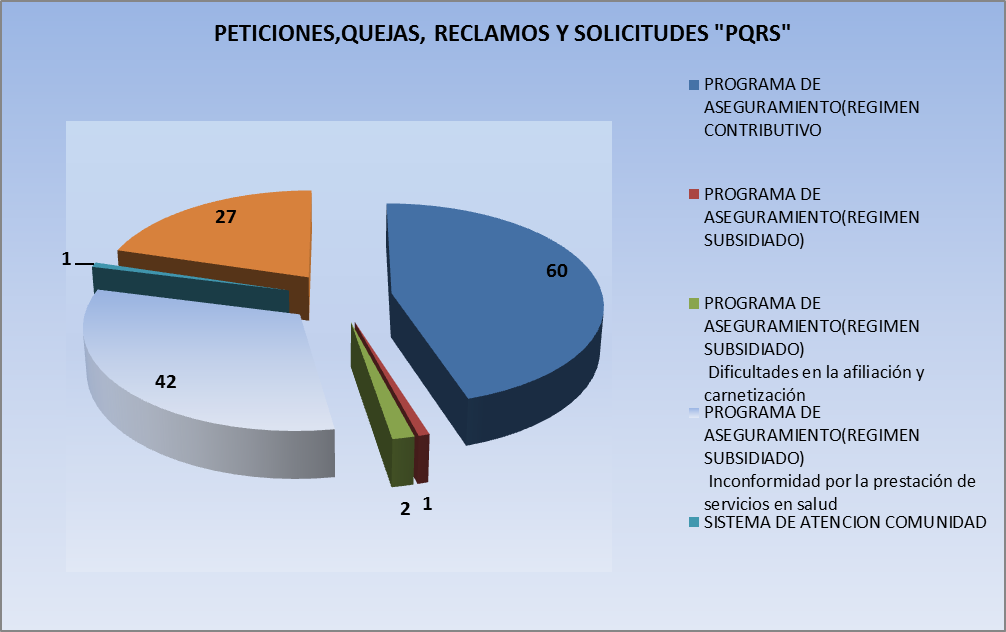 PETICIONES,QUEJAS, RECLAMOS Y SOLICITUDES "PQRS"
PROGRAMA DE
ASEGURAMIENTO(REGIMEN
CONTRIBUTIVO
PROGRAMA DE
ASEGURAMIENTO(REGIMEN
SUBSIDIADO)
PROGRAMA DE
ASEGURAMIENTO(REGIMEN
SUBSIDIADO)
Dificultades en la afiliación y
carnetización
PROGRAMA DE
ASEGURAMIENTO(REGIMEN
SUBSIDIADO)
Inconformidad por la prestación de
servicios en salud
SISTEMA DE ATENCION COMUNIDAD
27
1
60
42
2
1